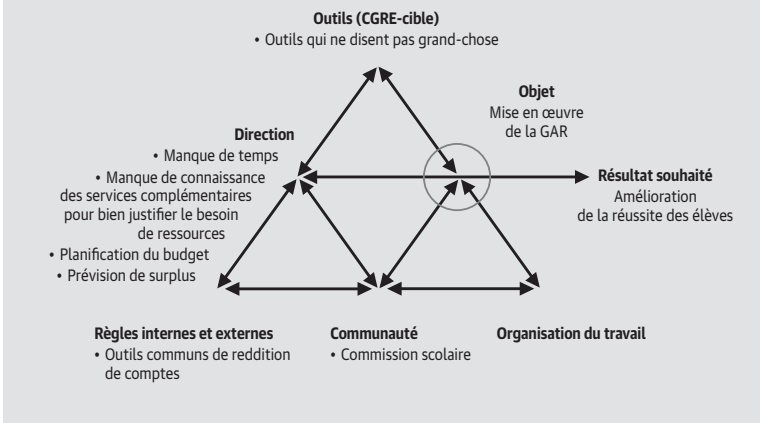 Outils (CGRE-cible)
• Outils qui ne disent pas grand-chose
Objet
Mise en œuvre
de la GAR
Direction
• Manque de temps
• Manque de connaissance
des services complémentaires
pour bien justifier le besoin
de ressources
• Planification du budget
• Prévision de surplus
Résultat souhaité
Amélioration
de la réussite des élèves
Règles internes et externes
• Outils communs de reddition
de comptes
Communauté
• Commission scolaire
Organisation du travail